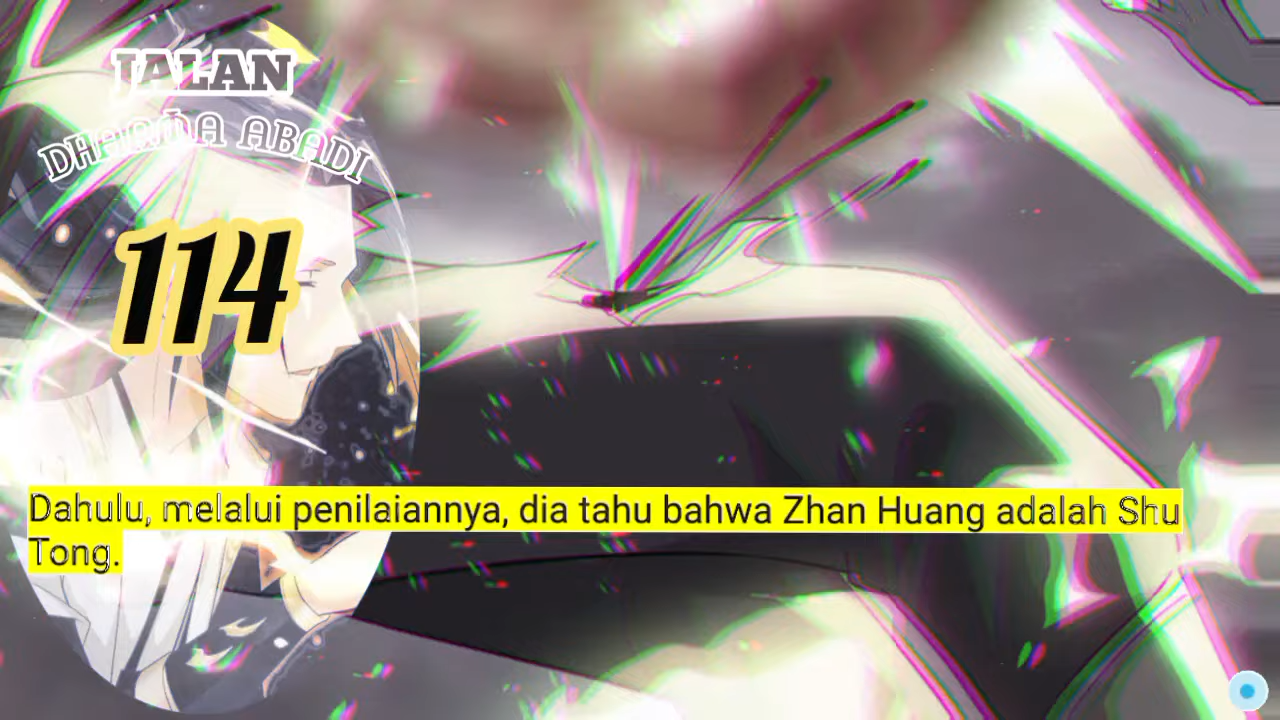 JALAN
DHARMA ABADI
114
Dahulu, melalui penilaiannya, dia tahu bahwa Zhan Huang adalah Shu
Tong.